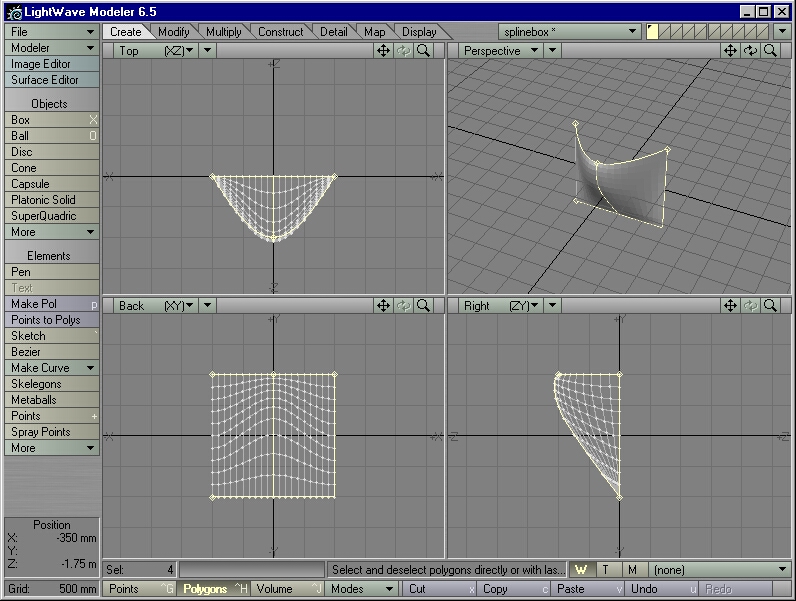 LightWave Modeler 6.5
File
Create Modify Multiply Construct Detail Map Display
splinebox *
Modeler
Top (XZ)
Perspective
Image Editor
Surface Editor
Objects
Box X
Ball O
Disc
Cone
Capsule
Platonic Solid
SuperQuadric
More
Elements
Pen
Text
Make Pol p
Points to Polys
Sketch `
Bezier
Make Curve
Skelegons
Metaballs
Points +
Spray Points
More
+Z
-X
+X
-Z
Back (XY)
Right (ZY)
+Y
-X
+X
-Y
+Y
-Z
+Z
-Y
Position
X: -350 mm
Y:
Z: -1.75 m
Grid: 500 mm
Sel: 4
Select and deselect polygons directly or with las...
W T M (none)
Points ^G Polygons ^H Volume ^J Modes Cut x Copy c Paste v Undo u Redo